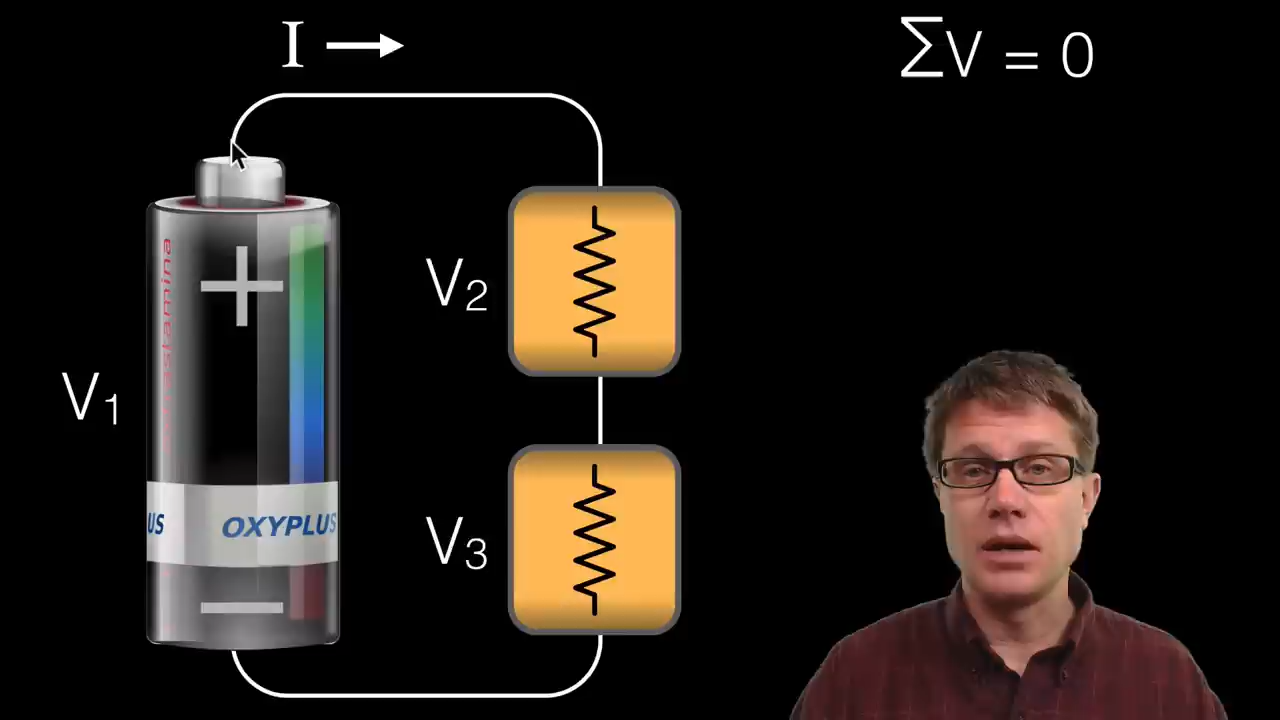 I
ΣV = 0
V₂
V₁
US
OXYPLUS
V₃